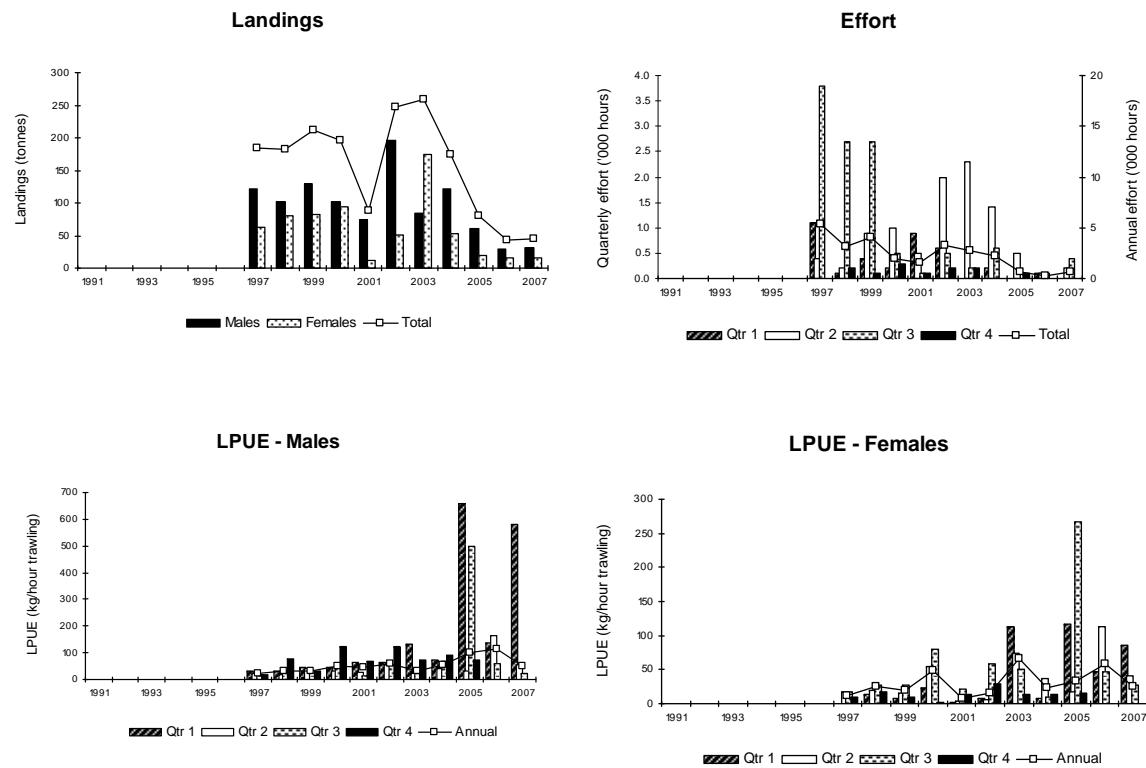 Landings
Landings (tonnes)
300
250
200
150
100
50
0
1991 1993 1995 1997 1999 2001 2003 2005 2007
Males Females Total
Effort
Quarterly effort ('000 hours)
4.0
3.5
3.0
2.5
2.0
1.5
1.0
0.5
0.0
20
15
10
5
0
Annual effort ('000 hours)
1991 1993 1995 1997 1999 2001 2003 2005 2007
Qtr 1 Qtr 2 Qtr 3 Qtr 4 Total
LPUE - Males
LPUE (kg/hour trawling)
700
600
500
400
300
200
100
0
1991 1993 1995 1997 1999 2001 2003 2005 2007
Qtr 1 Qtr 2 Qtr 3 Qtr 4 Annual
LPUE - Females
LPUE (kg/hour trawling)
300
250
200
150
100
50
0
1991 1993 1995 1997 1999 2001 2003 2005 2007
Qtr 1 Qtr 2 Qtr 3 Qtr 4 Annual